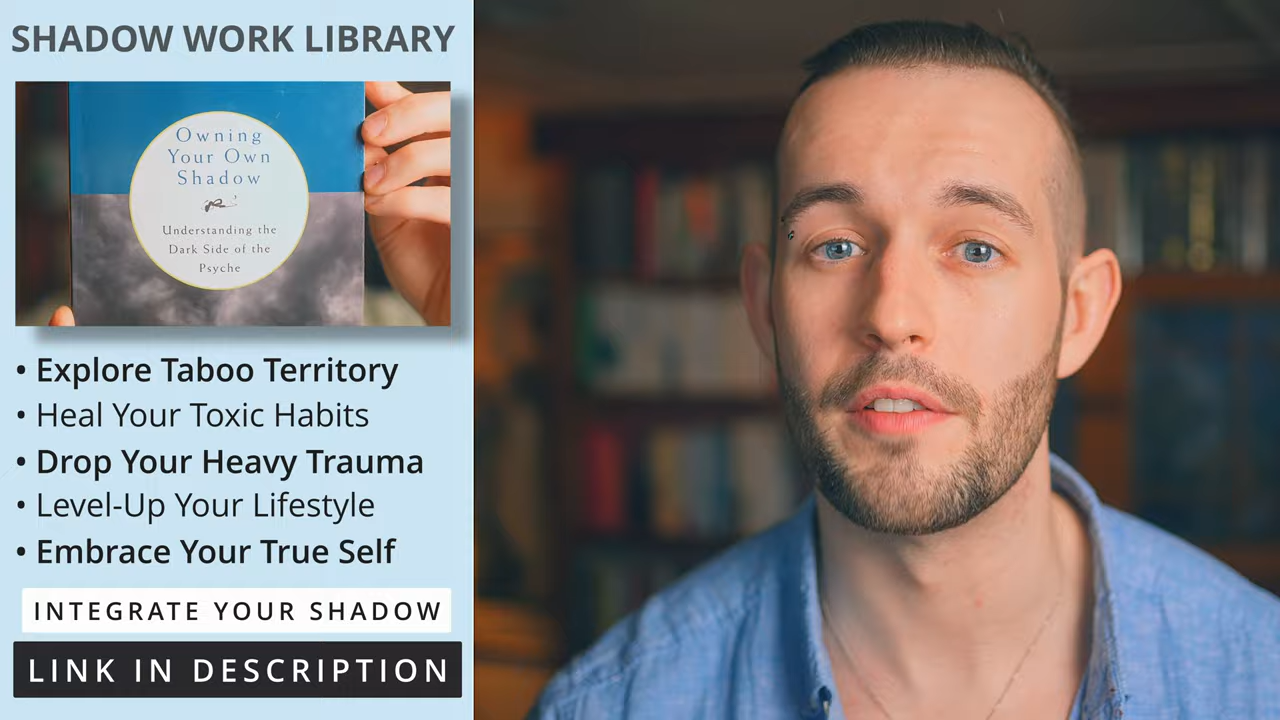 SHADOW WORK LIBRARY
Owning
Your Own
Shadow
Understanding the
Dark Side of the
Psyche
• Explore Taboo Territory
• Heal Your Toxic Habits
• Drop Your Heavy Trauma
• Level-Up Your Lifestyle
• Embrace Your True Self
INTEGRATE YOUR SHADOW
LINK IN DESCRIPTION